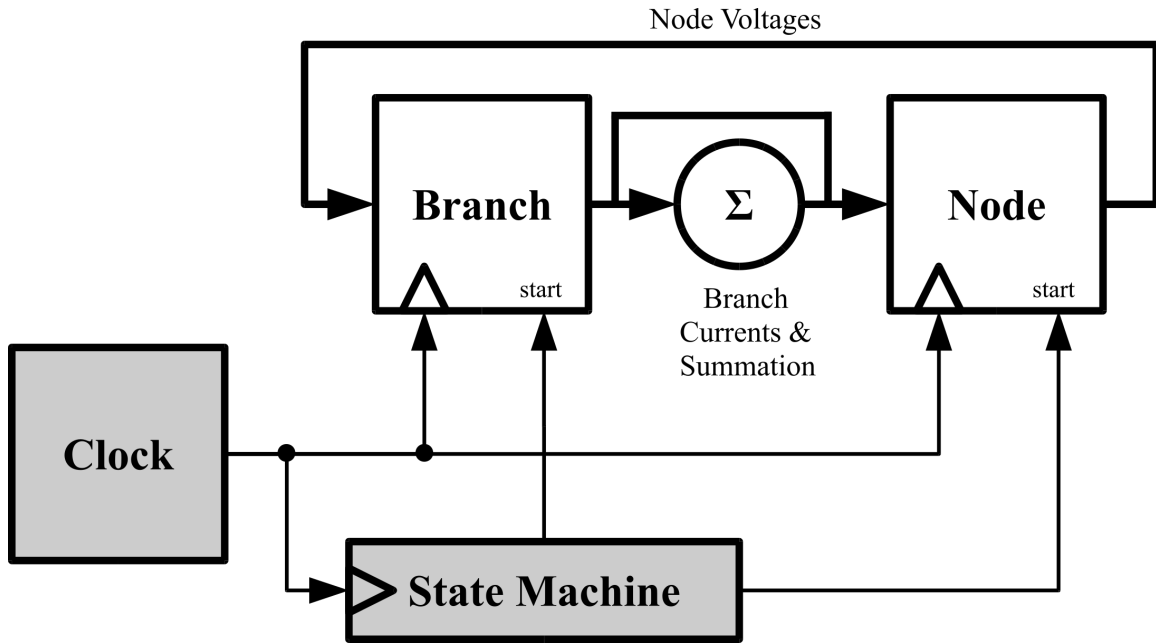 Node Voltages
Branch
Σ
Node
start
start
Branch
Currents &
Summation
Clock
State Machine